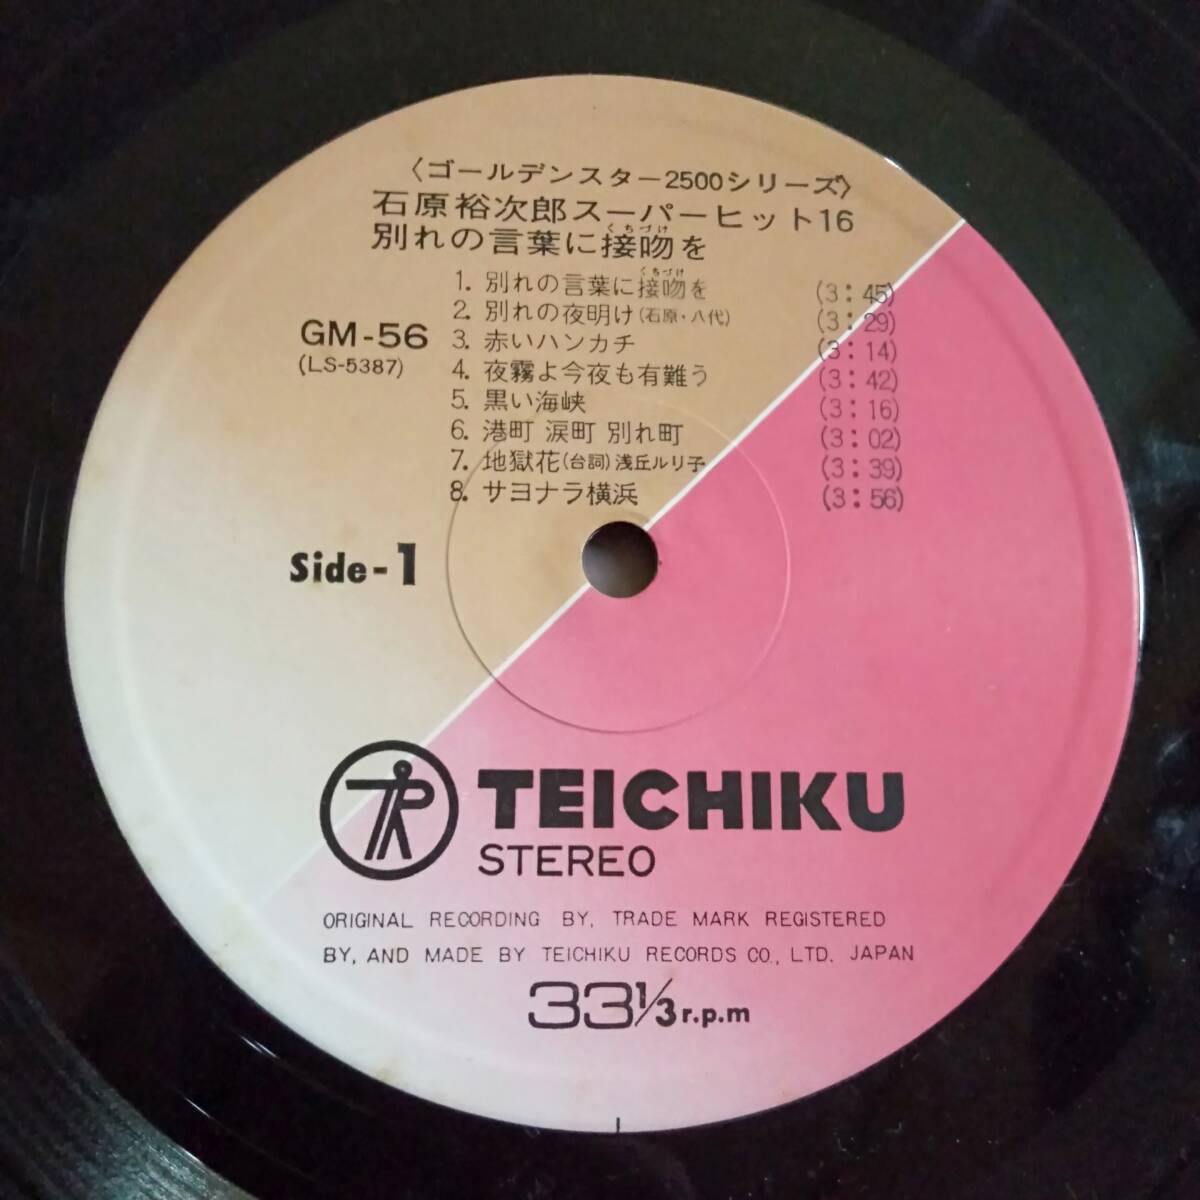 〈ゴールデンスター2500シリーズ〉
石原裕次郎スーパーヒット16
くちづけ
別れの言葉に接吻を
くちづけ
1. 別れの言葉に接吻を (3:45)
2. 別れの夜明け(石原・八代) (3:29)
3. 赤いハンカチ (3:14)
4. 夜霧よ今夜も有難う (3:42)
5. 黒い海峡 (3:16)
6. 港町 涙町 別れ町 (3:02)
7. 地獄花(台詞)浅丘ルリ子 (3:39)
8. サヨナラ横浜 (3:56)
GM-56
(LS-5387)
Side-1
TEICHIKU
STEREO
ORIGINAL RECORDING BY, TRADE MARK REGISTERED
BY, AND MADE BY TEICHIKU RECORDS CO., LTD. JAPAN
33⅓ r.p.m